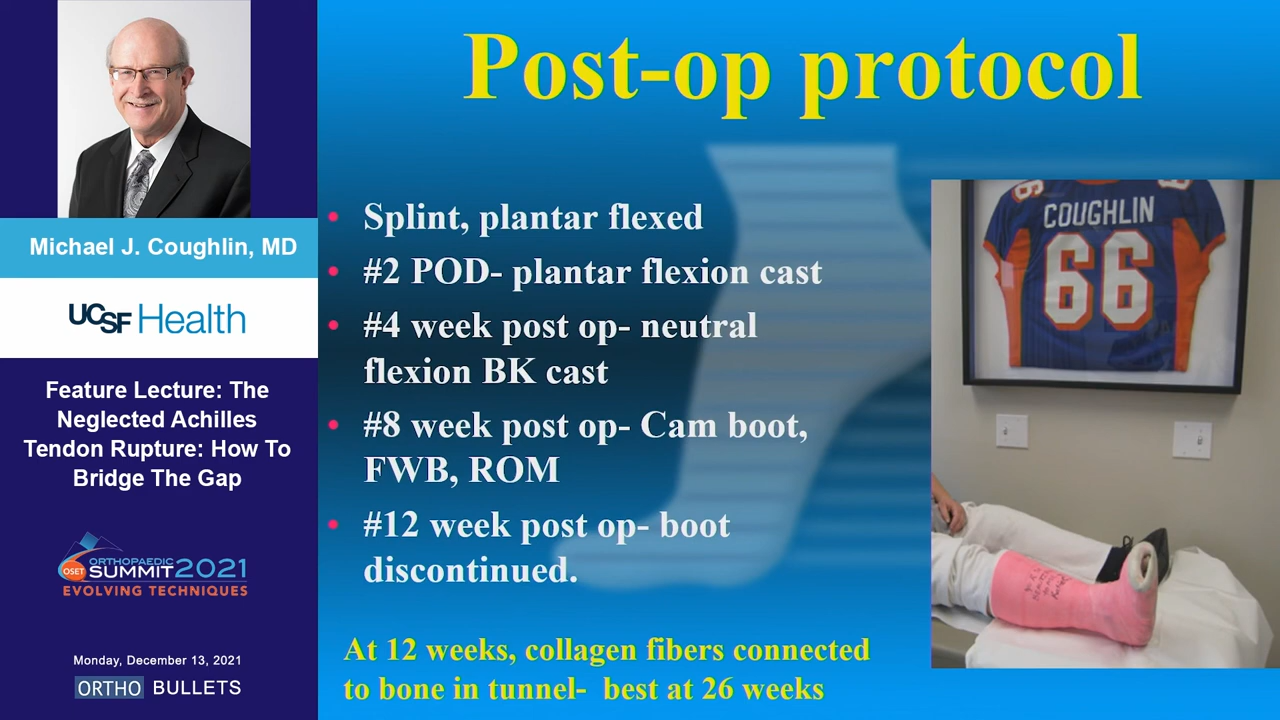 Michael J. Coughlin, MD
UCSF Health
Feature Lecture: The
Neglected Achilles
Tendon Rupture: How To
Bridge The Gap
OSET
ORTHOPAEDIC
SUMMIT 2021
EVOLVING TECHNIQUES
Monday, December 13, 2021
ORTHO BULLETS
Post-op protocol
• Splint, plantar flexed
• #2 POD- plantar flexion cast
• #4 week post op- neutral
flexion BK cast
• #8 week post op- Cam boot,
FWB, ROM
• #12 week post op- boot
discontinued.
At 12 weeks, collagen fibers connected
to bone in tunnel- best at 26 weeks
66
COUGHLIN
66